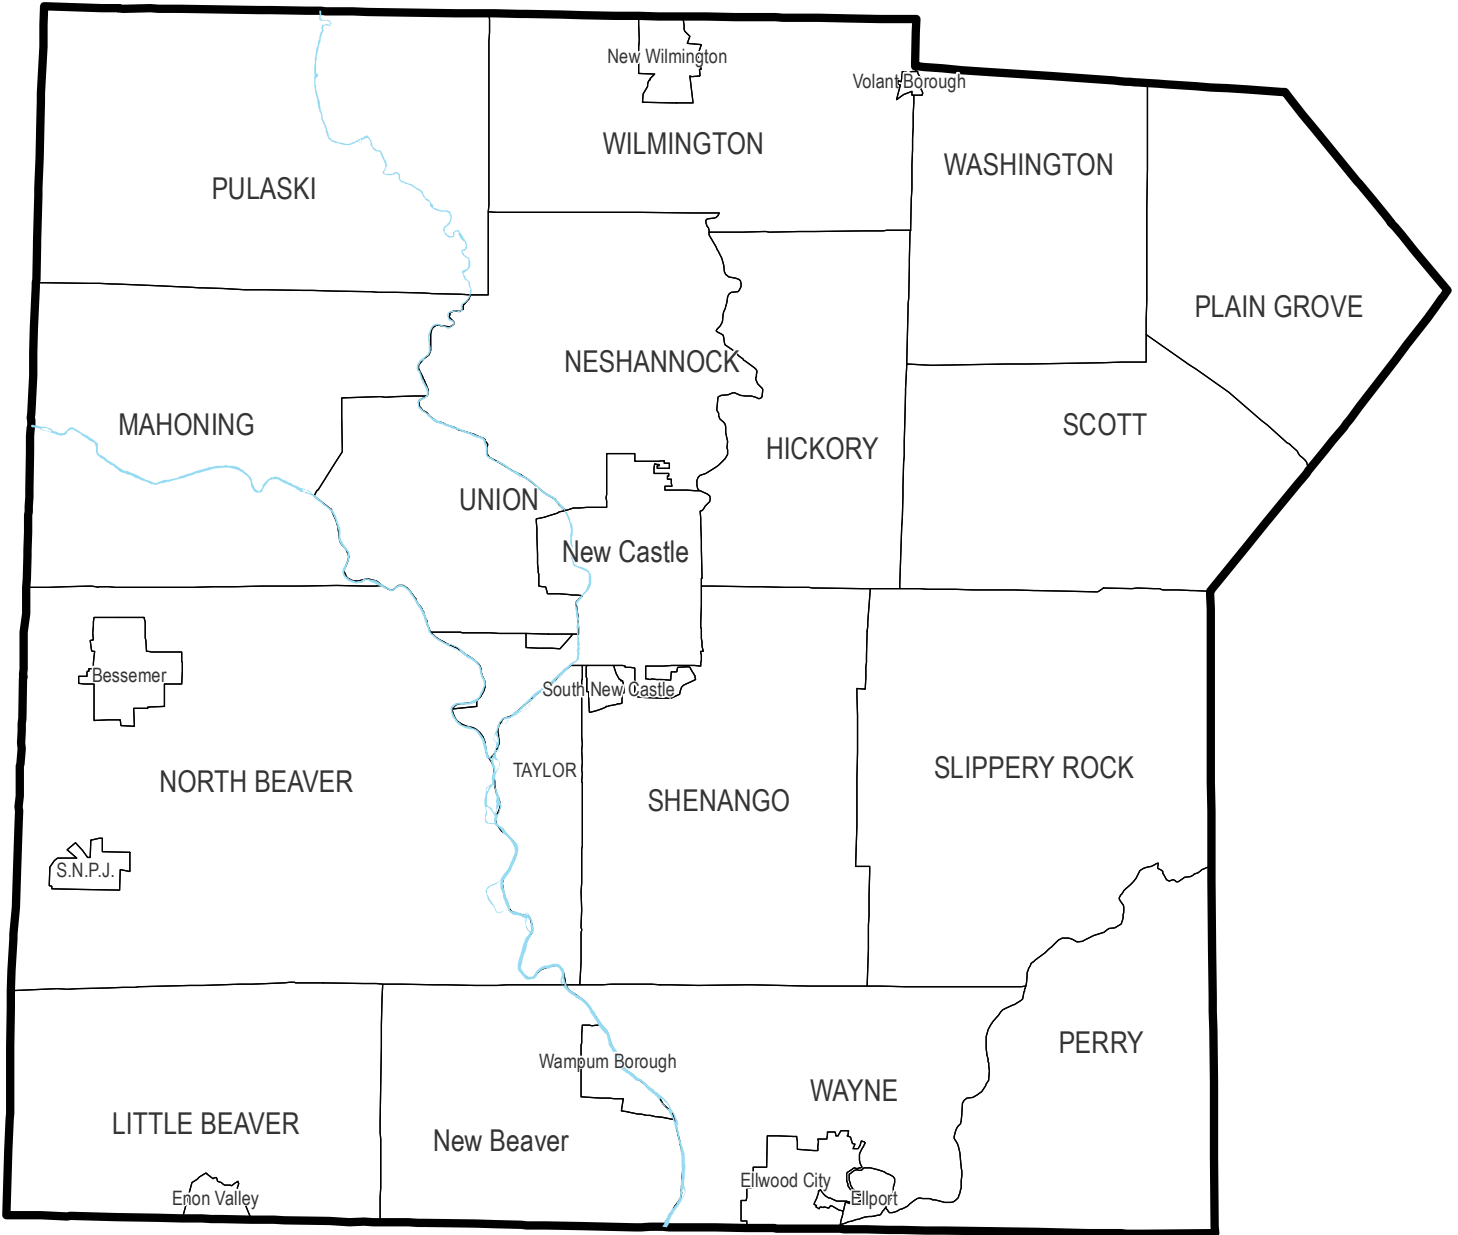 New Wilmington
Volant Borough
WILMINGTON
WASHINGTON
PULASKI
PLAIN GROVE
NESHANNOCK
MAHONING
SCOTT
HICKORY
UNION
New Castle
Bessemer
South New Castle
TAYLOR
SLIPPERY ROCK
NORTH BEAVER
SHENANGO
S.N.P.J.
PERRY
Wampum Borough
WAYNE
LITTLE BEAVER
New Beaver
Ellwood City
Enon Valley
Ellport